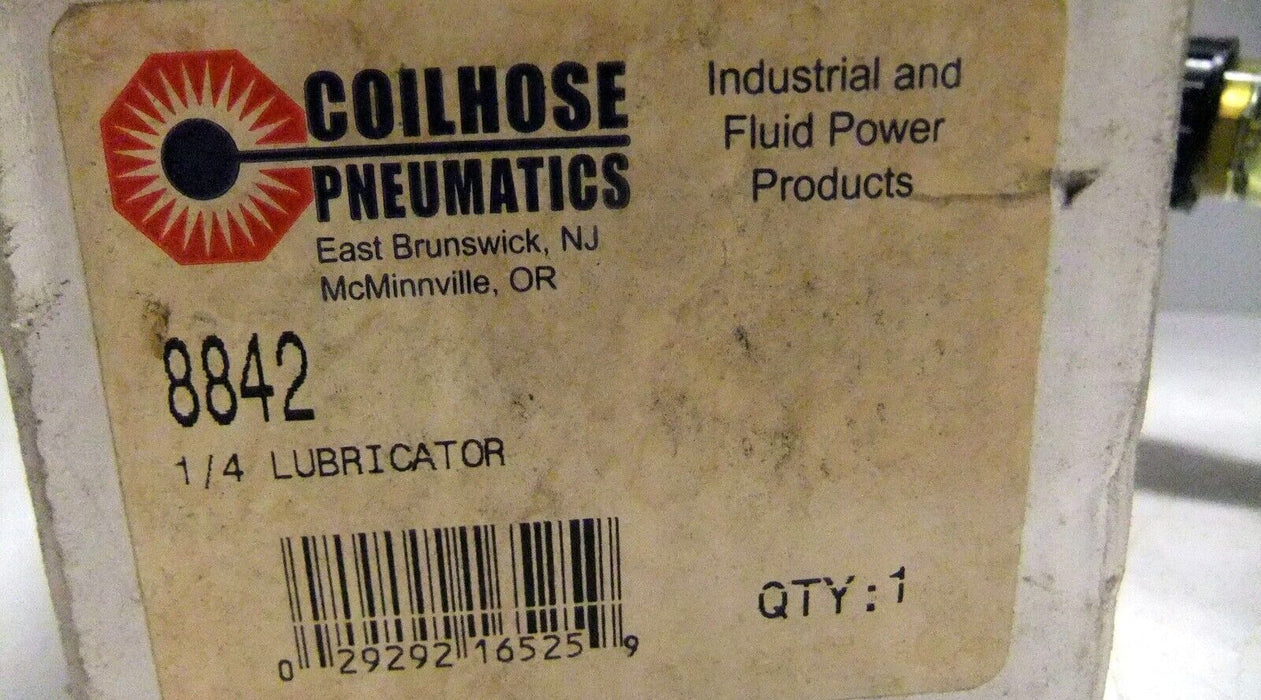 COILHOSE
PNEUMATICS
East Brunswick, NJ
McMinnville, OR
Industrial and
Fluid Power
Products
8842
1/4 LUBRICATOR
QTY:1
0 29292 16525 9